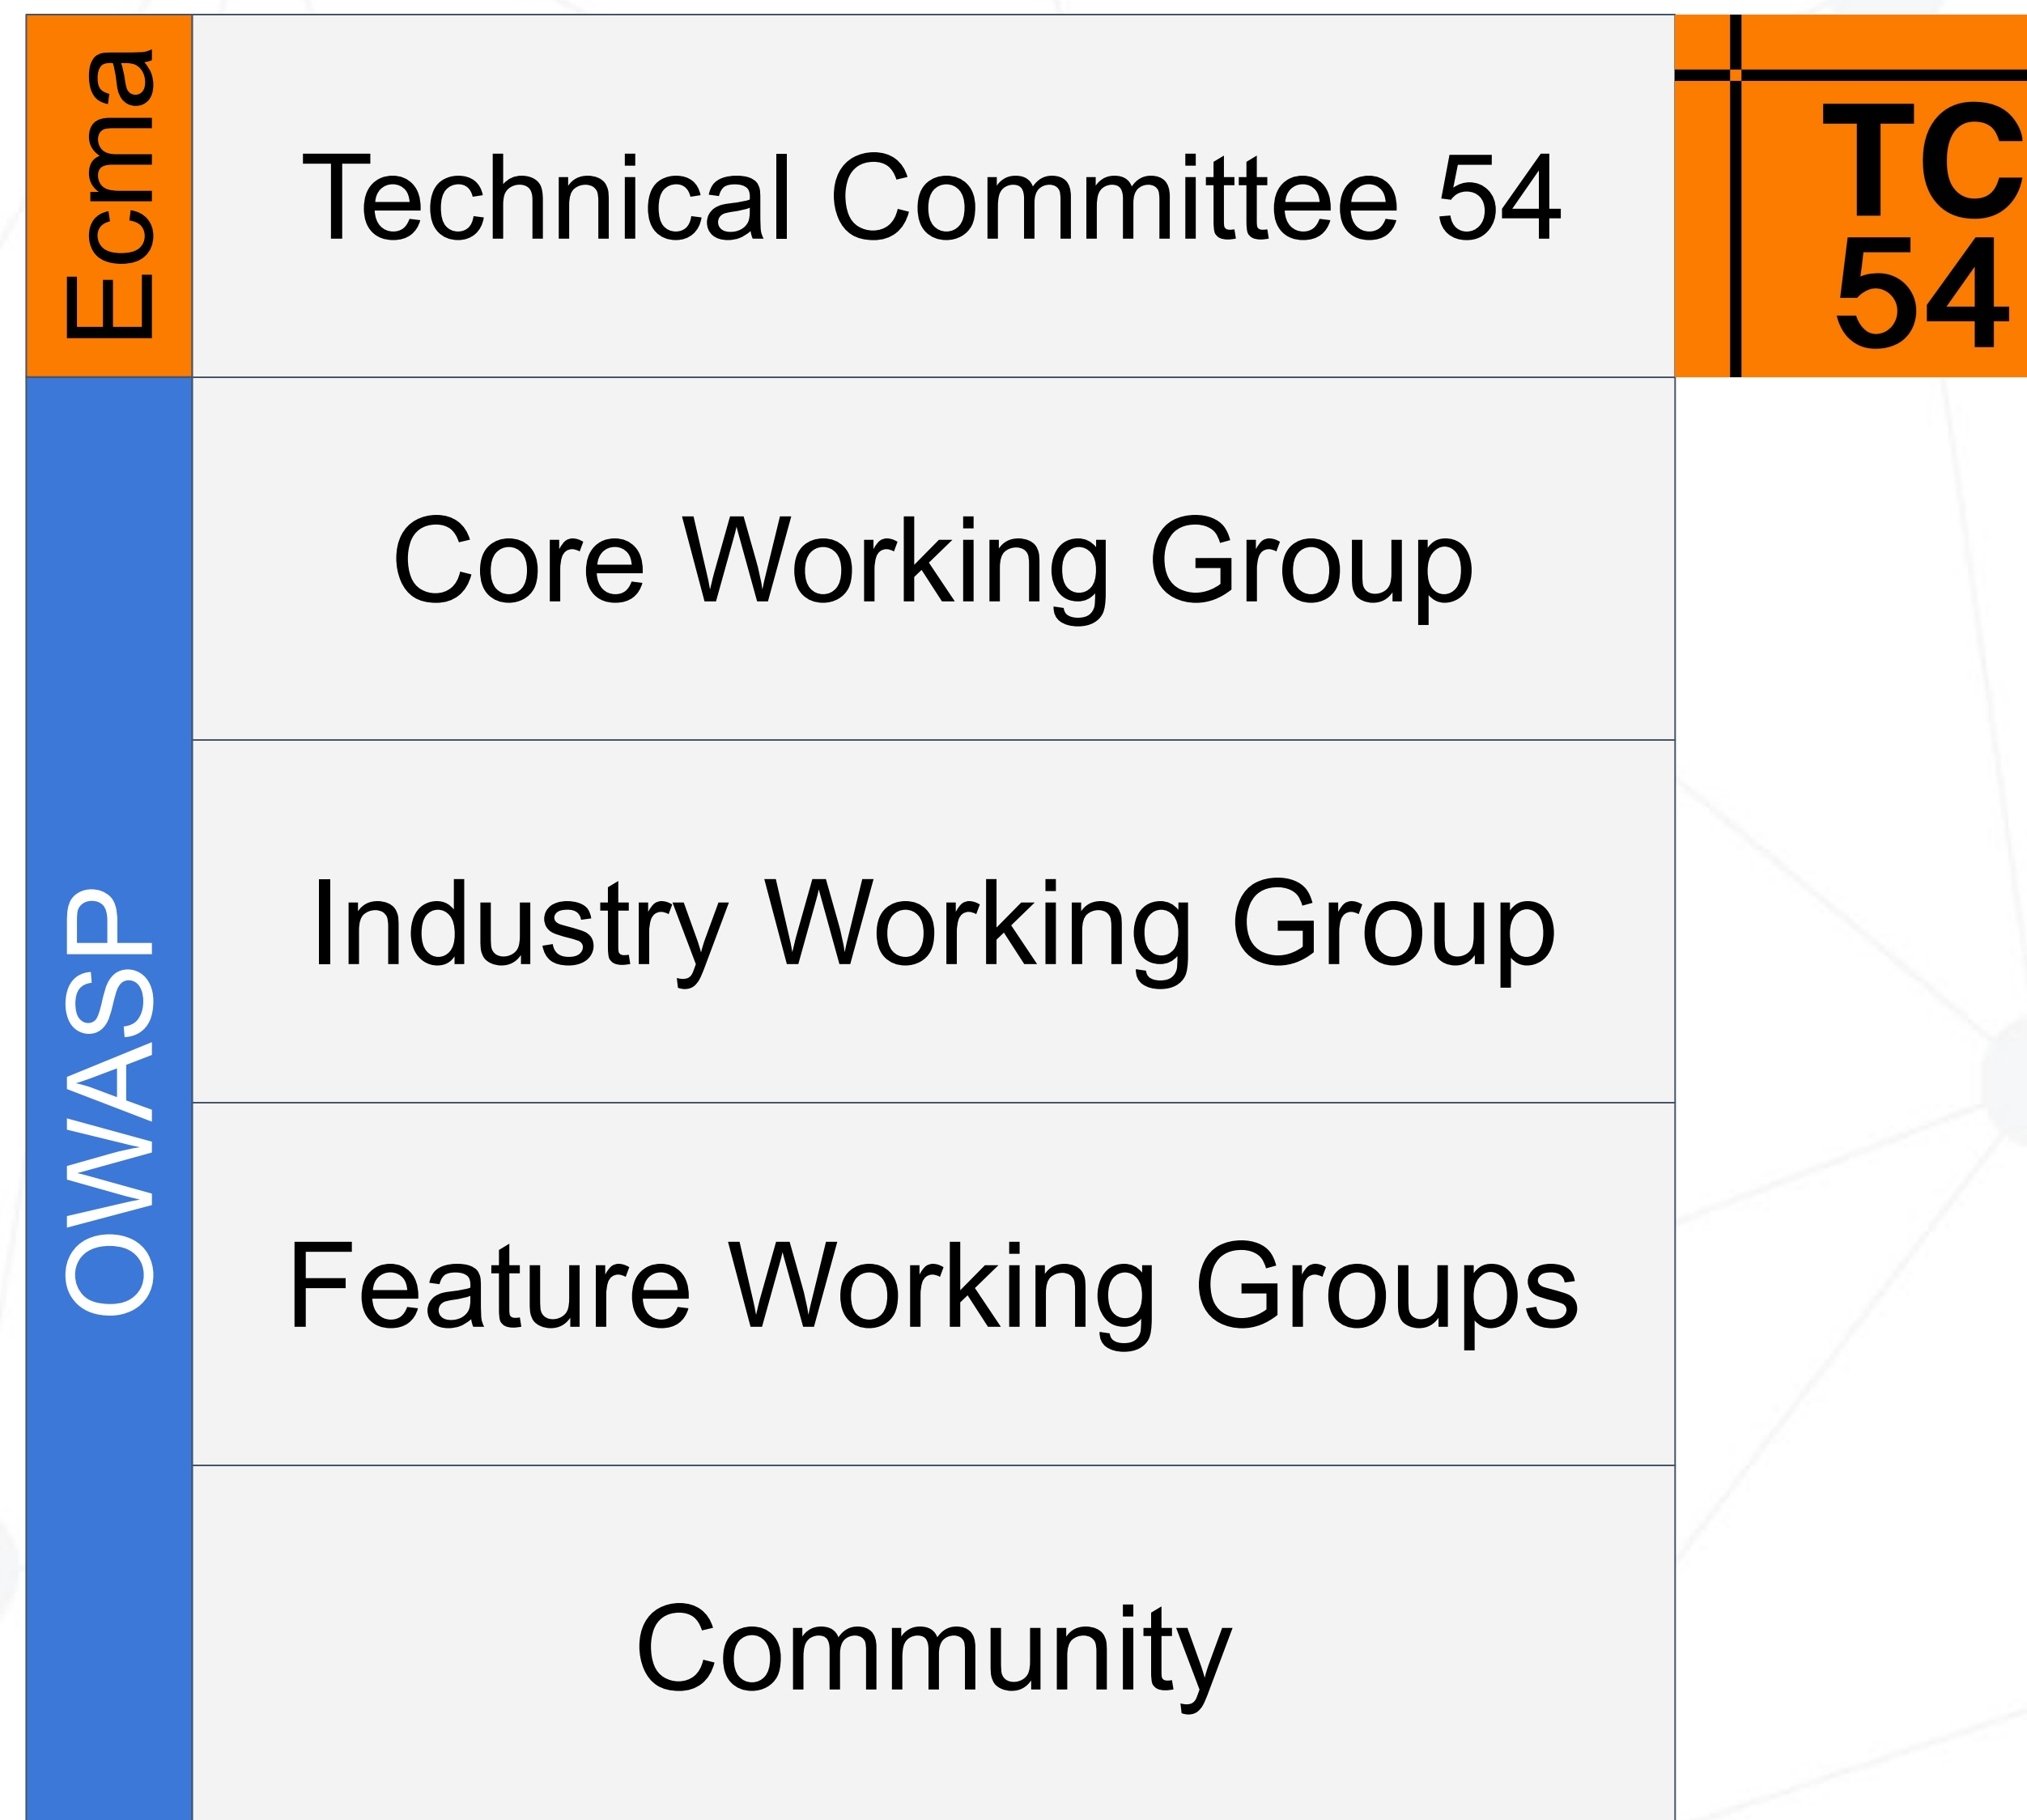 Ecma
Technical Committee 54
TC
54
OWASP
Core Working Group
Industry Working Group
Feature Working Groups
Community